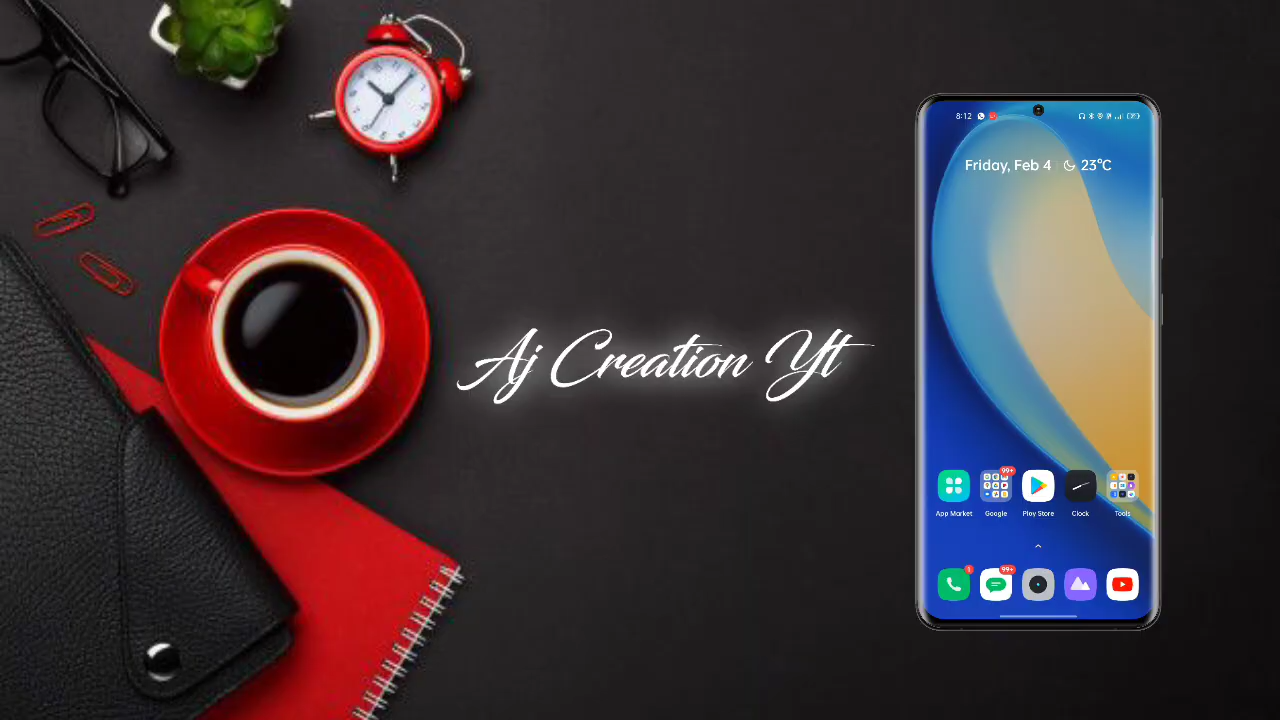 8:12
Friday, Feb 4 23°C
Aj Creation Yt
99+
App Market Google Play Store Clock Tools
1 99+